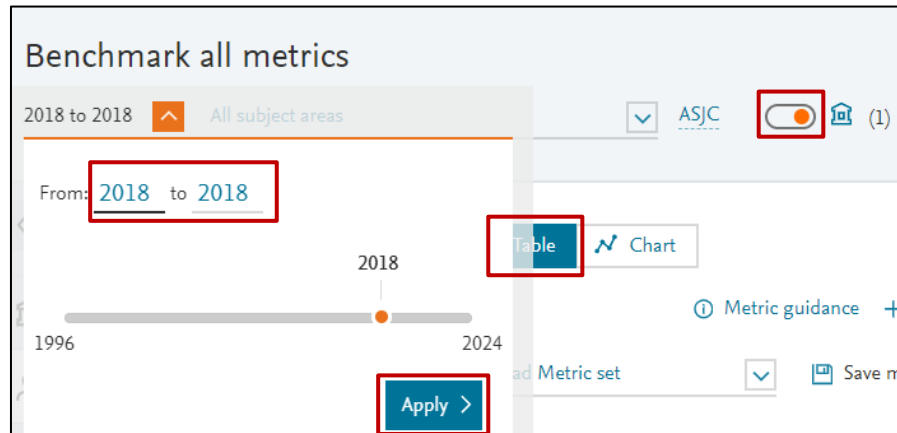 Benchmark all metrics
2018 to 2018 All subject areas ASJC (1)
From: 2018 to 2018
Table Chart
2018
Metric guidance +
1996 2024
ad Metric set Save m
Apply >